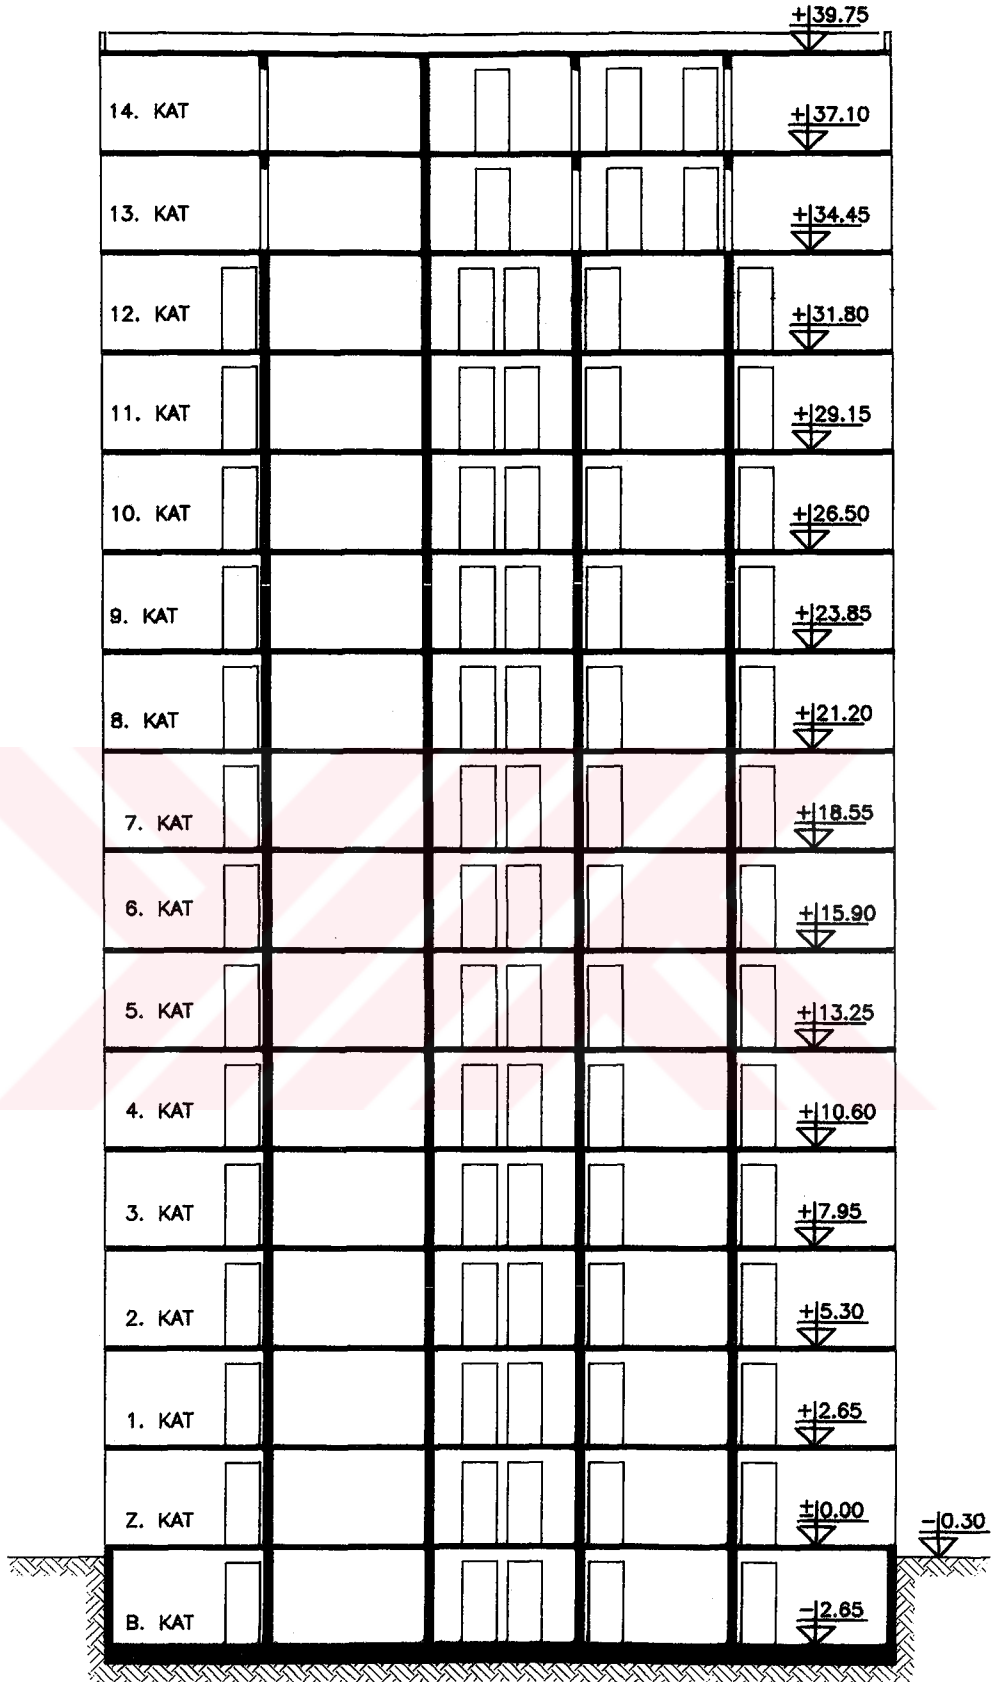 +39.75
14. KAT +37.10
13. KAT +34.45
12. KAT +31.80
11. KAT +29.15
10. KAT +26.50
9. KAT +23.85
8. KAT +21.20
7. KAT +18.55
6. KAT +15.90
5. KAT +13.25
4. KAT +10.60
3. KAT +7.95
2. KAT +5.30
1. KAT +2.65
Z. KAT ±0.00
-0.30
B. KAT -2.65